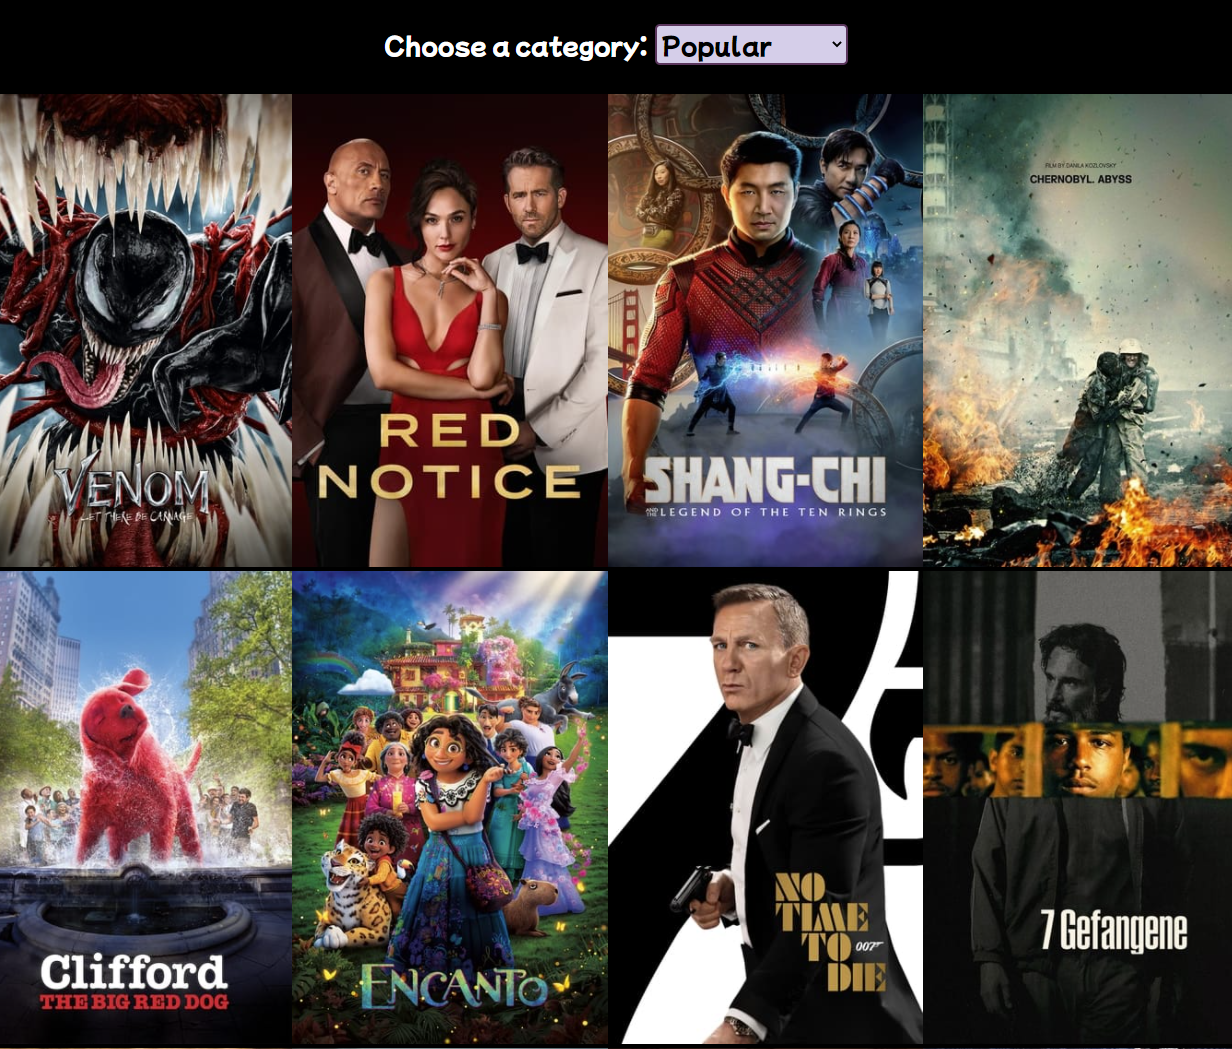 Choose a category: Popular
VENOM
LET THERE BE CARNAGE
RED
NOTICE
SHANG-CHI
AND THE LEGEND OF THE TEN RINGS
FILM BY DANILA KOZLOVSKY
CHERNOBYL. ABYSS
Clifford
THE BIG RED DOG
ENCANTO
NO
TIME
TO 007
DIE
7 Gefangene